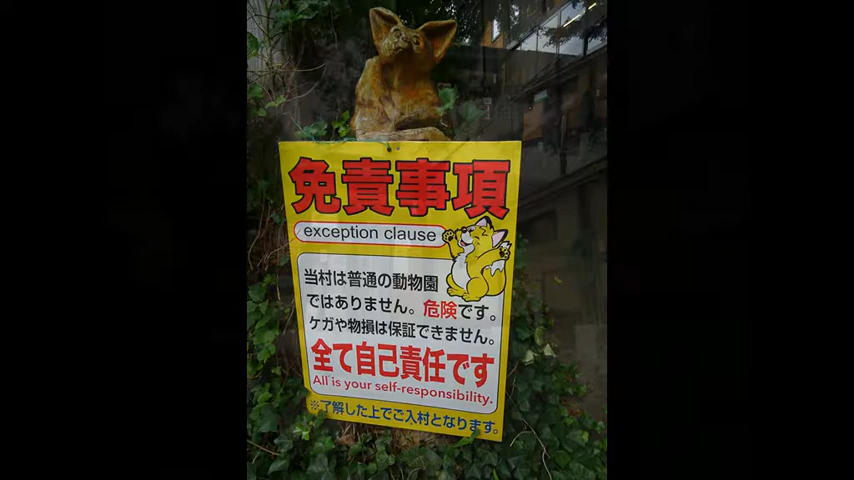 免責事項
exception clause
当村は普通の動物園
ではありません。危険です。
ケガや物損は保証できません。
全て自己責任です
All is your self-responsibility.
※了解した上でご入村となります。